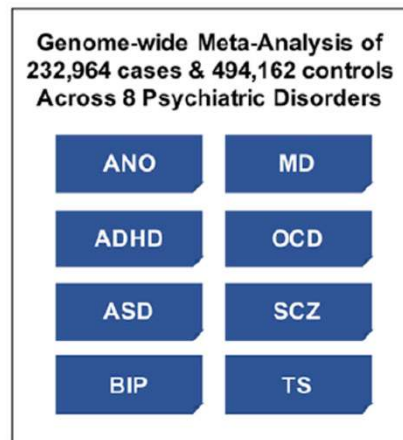 Genome-wide Meta-Analysis of
232,964 cases & 494,162 controls
Across 8 Psychiatric Disorders
ANO MD
ADHD OCD
ASD SCZ
BIP TS